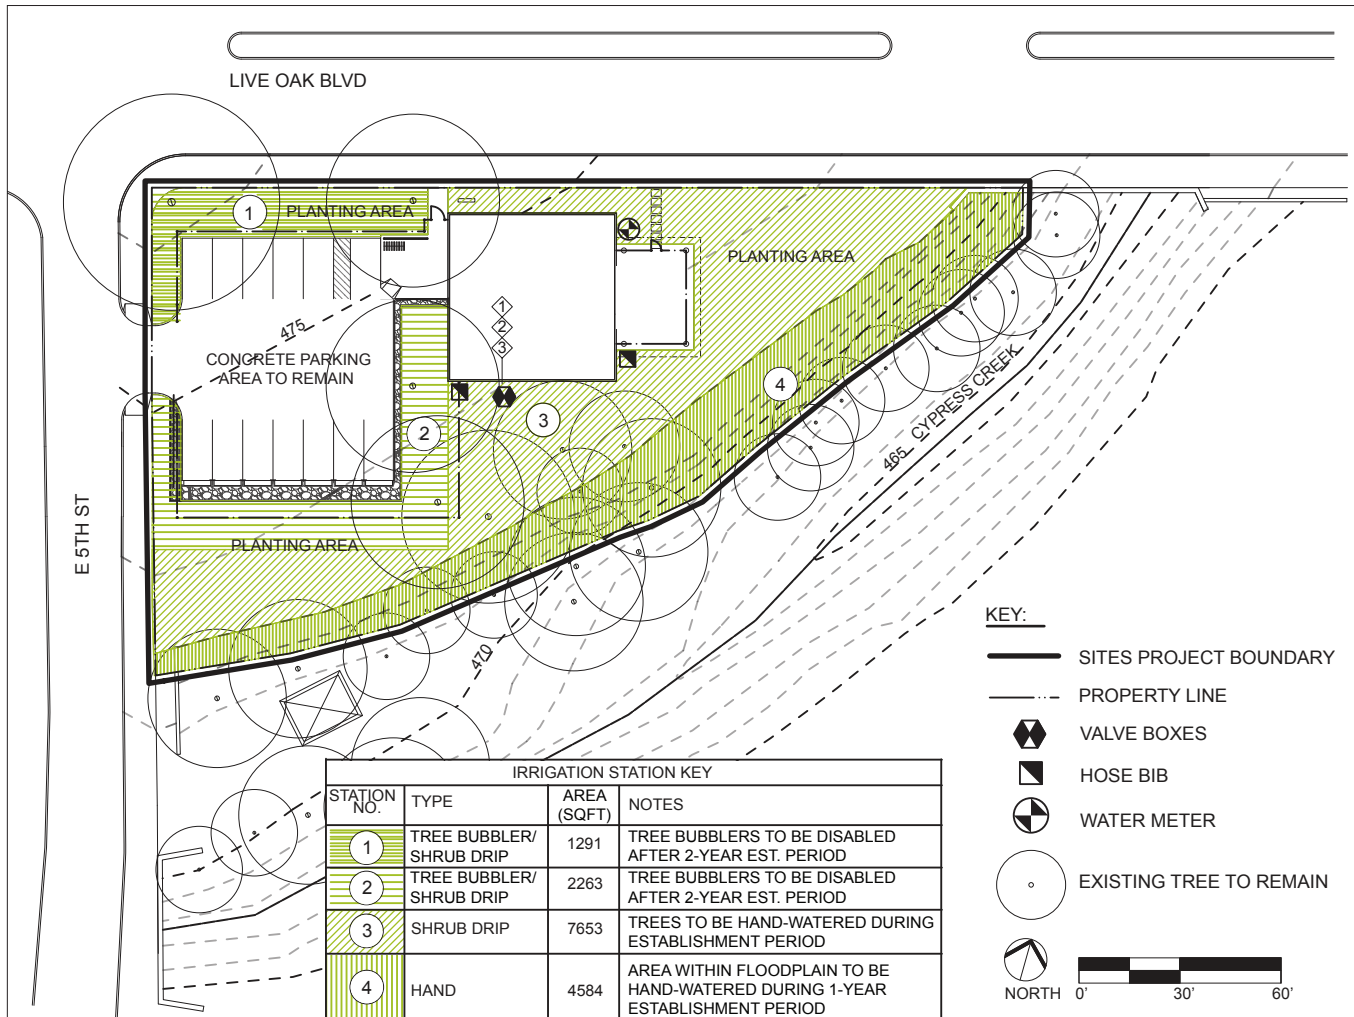 LIVE OAK BLVD
1
PLANTING AREA
PLANTING AREA
475
1
2
3
CONCRETE PARKING
AREA TO REMAIN
4
CYPRESS CREEK
465
2
3
E 5TH ST
PLANTING AREA
470
KEY:
SITES PROJECT BOUNDARY
PROPERTY LINE
VALVE BOXES
HOSE BIB
WATER METER
EXISTING TREE TO REMAIN
NORTH
0'
30'
60'
IRRIGATION STATION KEY
STATION NO. TYPE AREA (SQFT) NOTES
1 TREE BUBBLER/ 1291 TREE BUBBLERS TO BE DISABLED
SHRUB DRIP AFTER 2-YEAR EST. PERIOD
2 TREE BUBBLER/ 2263 TREE BUBBLERS TO BE DISABLED
SHRUB DRIP AFTER 2-YEAR EST. PERIOD
3 SHRUB DRIP 7653 TREES TO BE HAND-WATERED DURING
ESTABLISHMENT PERIOD
AREA WITHIN FLOODPLAIN TO BE
4 HAND 4584 HAND-WATERED DURING 1-YEAR
ESTABLISHMENT PERIOD